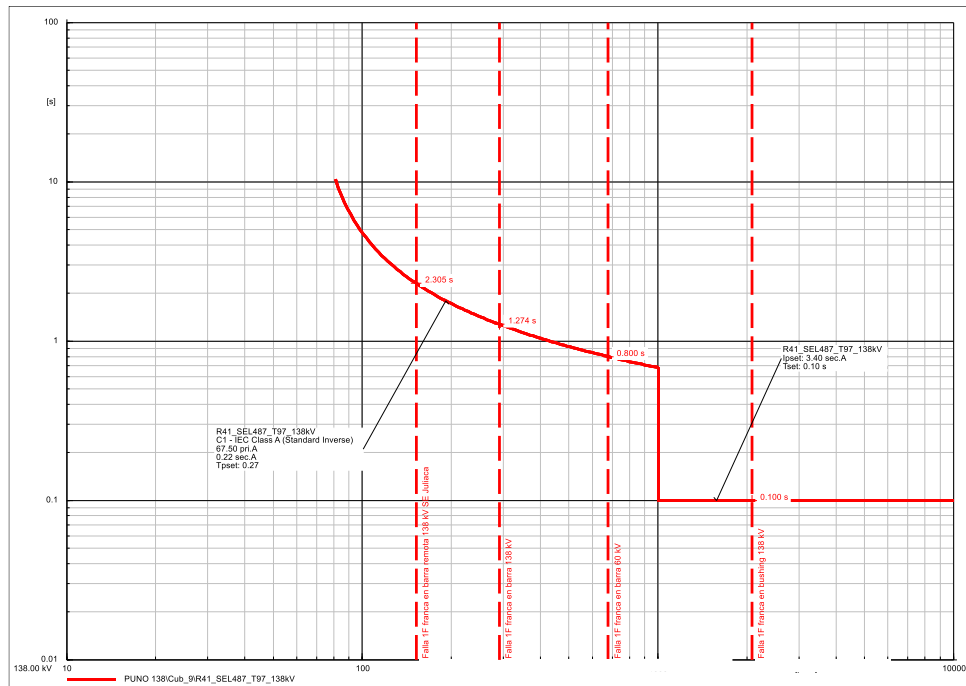 100
[s]
10
2.305 s
1.274 s
1
0.800 s
R41_SEL487_T97_138kV
Ipset: 3.40 sec.A
Tset: 0.10 s
R41_SEL487_T97_138kV
C1 - IEC Class A (Standard Inverse)
67.50 pri.A
0.22 sec.A
Tpset: 0.27
0.1
0.100 s
Falla 1F franca en barra remota 138 kV SE Juliaca
Falla 1F franca en barra 138 kV
Falla 1F franca en barra 60 kV
Falla 1F franca en bushing 138 kV
0.01
138.00 kV
10
100
10000
PUNO 138\Cub_9\R41_SEL487_T97_138kV